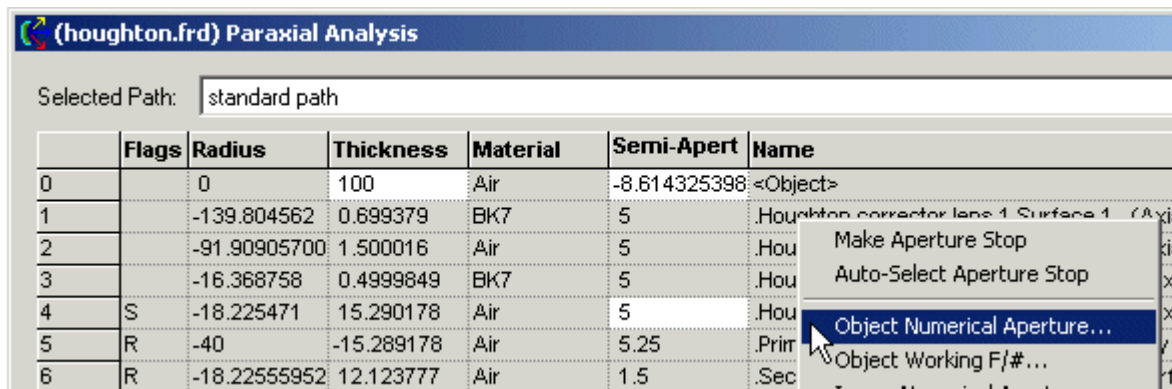 (houghton.frd) Paraxial Analysis
Selected Path: standard path
Flags Radius Thickness Material Semi-Apert Name
0 0 100 Air -8.614325398 <Object>
1 -139.804562 0.699379 BK7 5 .Houghton corrector lens 1 Surface 1
2 -91.90905700 1.500016 Air 5 .Hou
3 -16.368758 0.4999849 BK7 5 .Hou
4 S -18.225471 15.290178 Air 5 .Hou
5 R -40 -15.289178 Air 5.25 .Prim
6 R -18.22555952 12.123777 Air 1.5 .Sec
Make Aperture Stop
Auto-Select Aperture Stop
Object Numerical Aperture...
Object Working F/#...